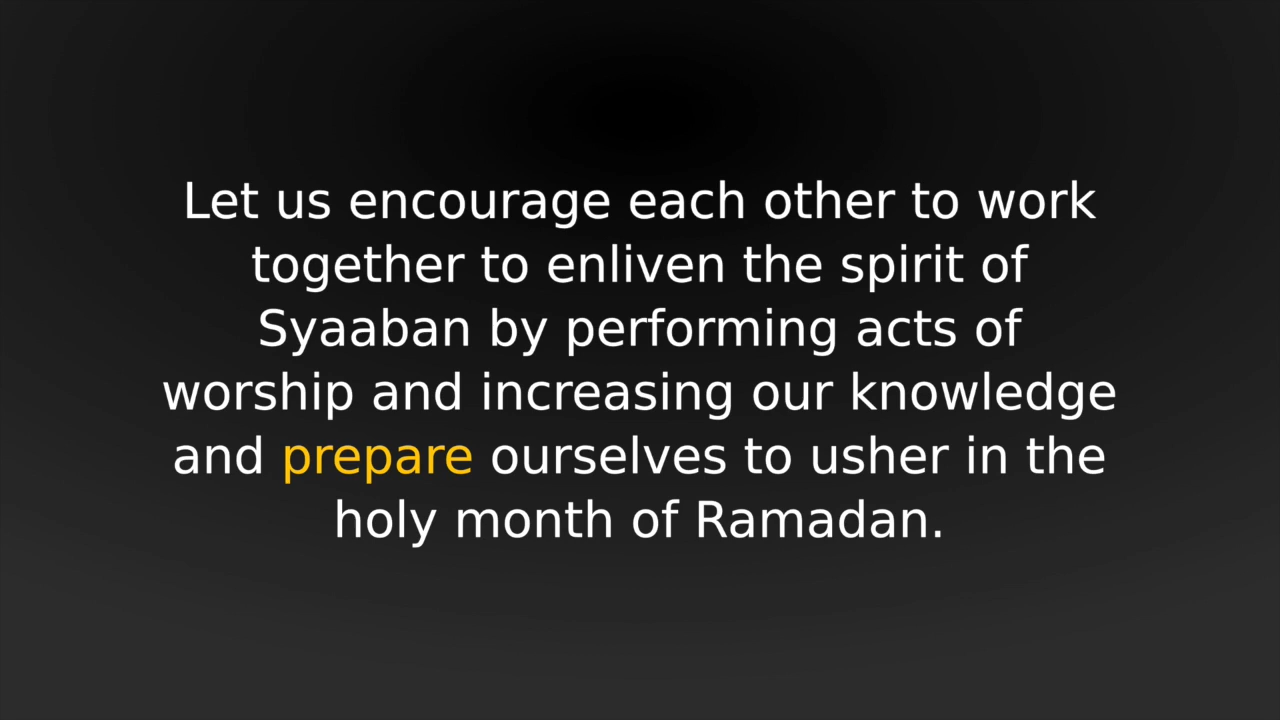 Let us encourage each other to work
together to enliven the spirit of
Syaaban by performing acts of
worship and increasing our knowledge
and prepare ourselves to usher in the
holy month of Ramadan.